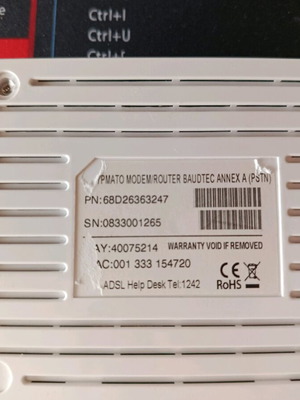 Ctrl+I
Ctrl+U
YPMATO MODEM/ROUTER BAUDTEC ANNEX A (PSTN)
PN:68D26363247
SN:0833001265
AY:40075214 WARRANTY VOID IF REMOVED
AC:001 333 154720
ADSL Help Desk Tel:1242
CE
RoHS